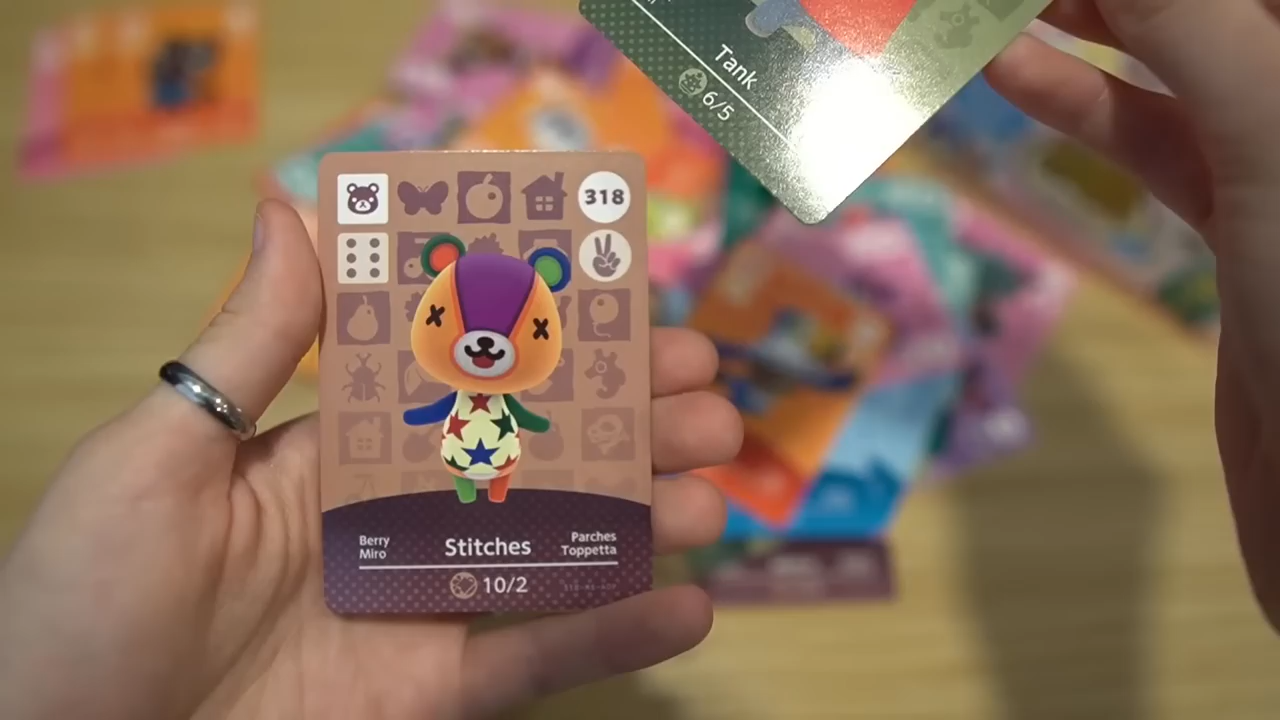 Tank
6/5
318
Berry
Miro
Stitches
Parches
Toppetta
10/2